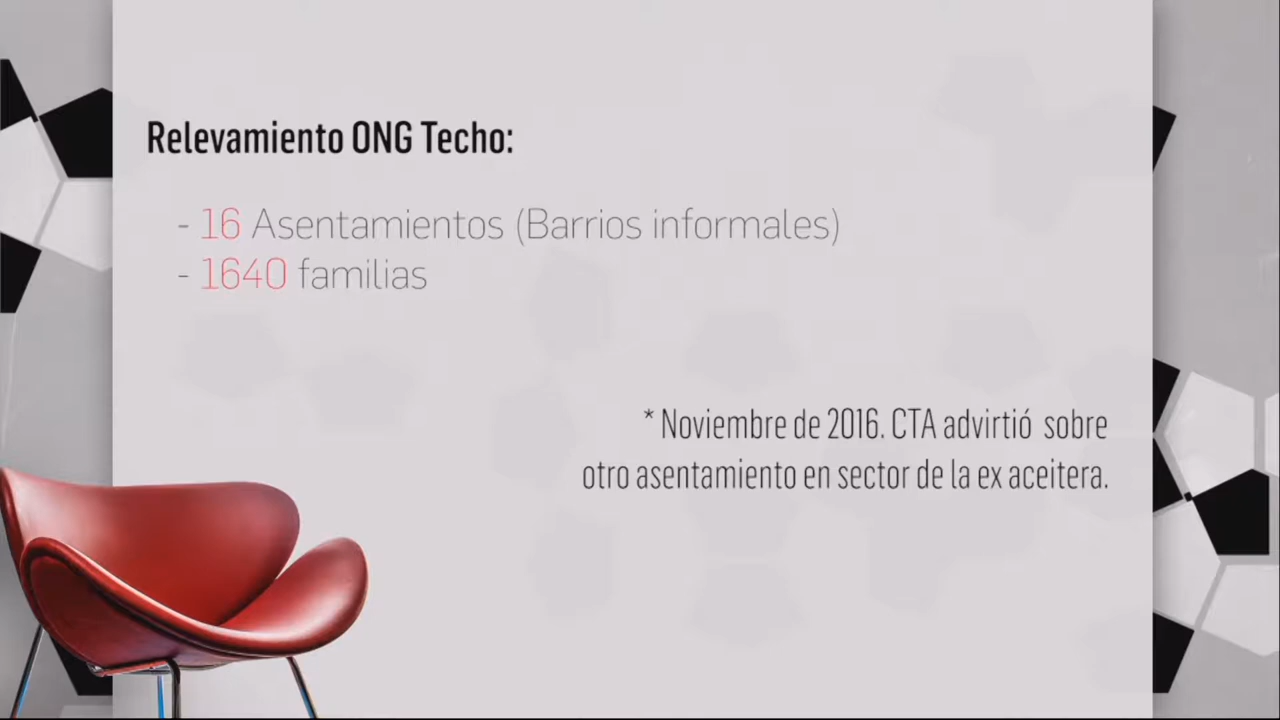 Relevamiento ONG Techo:
- 16 Asentamientos (Barrios informales)
- 1640 familias
* Noviembre de 2016. CTA advirtió sobre
otro asentamiento en sector de la ex aceitera.